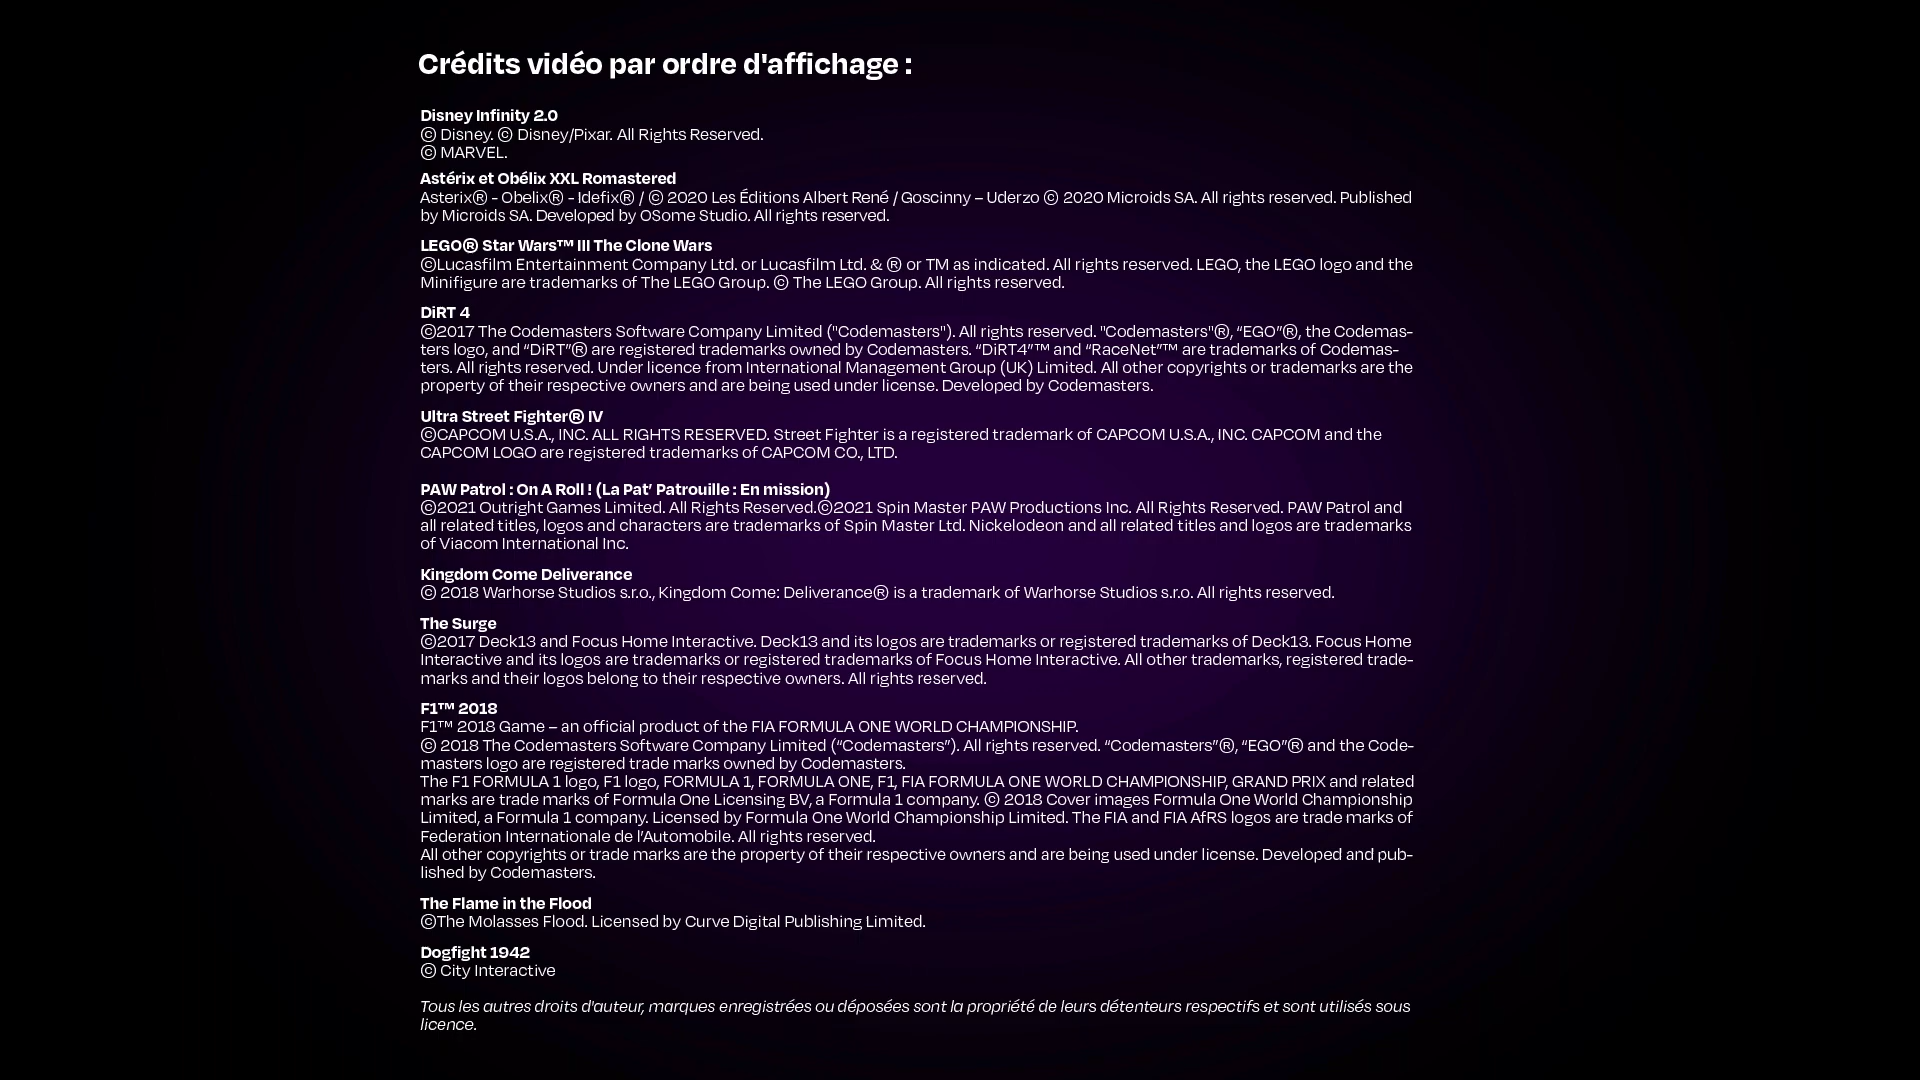 Crédits vidéo par ordre d'affichage :
Disney Infinity 2.0
© Disney. © Disney/Pixar. All Rights Reserved.
© MARVEL.
Astérix et Obélix XXL Romastered
Asterix® - Obelix® - Idefix® / © 2020 Les Éditions Albert René / Goscinny – Uderzo © 2020 Microids SA. All rights reserved. Published
by Microids SA. Developed by OSome Studio. All rights reserved.
LEGO® Star Wars™ III The Clone Wars
©Lucasfilm Entertainment Company Ltd. or Lucasfilm Ltd. & ® or TM as indicated. All rights reserved. LEGO, the LEGO logo and the
Minifigure are trademarks of The LEGO Group. © The LEGO Group. All rights reserved.
DiRT 4
©2017 The Codemasters Software Company Limited ("Codemasters"). All rights reserved. "Codemasters"®, “EGO”®, the Codemas-
ters logo, and “DiRT”® are registered trademarks owned by Codemasters. “DiRT4”™ and “RaceNet”™ are trademarks of Codemas-
ters. All rights reserved. Under licence from International Management Group (UK) Limited. All other copyrights or trademarks are the
property of their respective owners and are being used under license. Developed by Codemasters.
Ultra Street Fighter® IV
©CAPCOM U.S.A., INC. ALL RIGHTS RESERVED. Street Fighter is a registered trademark of CAPCOM U.S.A., INC. CAPCOM and the
CAPCOM LOGO are registered trademarks of CAPCOM CO., LTD.
PAW Patrol : On A Roll ! (La Pat’ Patrouille : En mission)
©2021 Outright Games Limited. All Rights Reserved.©2021 Spin Master PAW Productions Inc. All Rights Reserved. PAW Patrol and
all related titles, logos and characters are trademarks of Spin Master Ltd. Nickelodeon and all related titles and logos are trademarks
of Viacom International Inc.
Kingdom Come Deliverance
© 2018 Warhorse Studios s.r.o., Kingdom Come: Deliverance® is a trademark of Warhorse Studios s.r.o. All rights reserved.
The Surge
©2017 Deck13 and Focus Home Interactive. Deck13 and its logos are trademarks or registered trademarks of Deck13. Focus Home
Interactive and its logos are trademarks or registered trademarks of Focus Home Interactive. All other trademarks, registered trade-
marks and their logos belong to their respective owners. All rights reserved.
F1™ 2018
F1™ 2018 Game – an official product of the FIA FORMULA ONE WORLD CHAMPIONSHIP.
© 2018 The Codemasters Software Company Limited (“Codemasters”). All rights reserved. “Codemasters”®, “EGO”® and the Code-
masters logo are registered trade marks owned by Codemasters.
The F1 FORMULA 1 logo, F1 logo, FORMULA 1, FORMULA ONE, F1, FIA FORMULA ONE WORLD CHAMPIONSHIP, GRAND PRIX and related
marks are trade marks of Formula One Licensing BV, a Formula 1 company. © 2018 Cover images Formula One World Championship
Limited, a Formula 1 company. Licensed by Formula One World Championship Limited. The FIA and FIA AfRS logos are trade marks of
Federation Internationale de l’Automobile. All rights reserved.
All other copyrights or trade marks are the property of their respective owners and are being used under license. Developed and pub-
lished by Codemasters.
The Flame in the Flood
©The Molasses Flood. Licensed by Curve Digital Publishing Limited.
Dogfight 1942
© City Interactive
Tous les autres droits d'auteur, marques enregistrées ou déposées sont la propriété de leurs détenteurs respectifs et sont utilisés sous
licence.